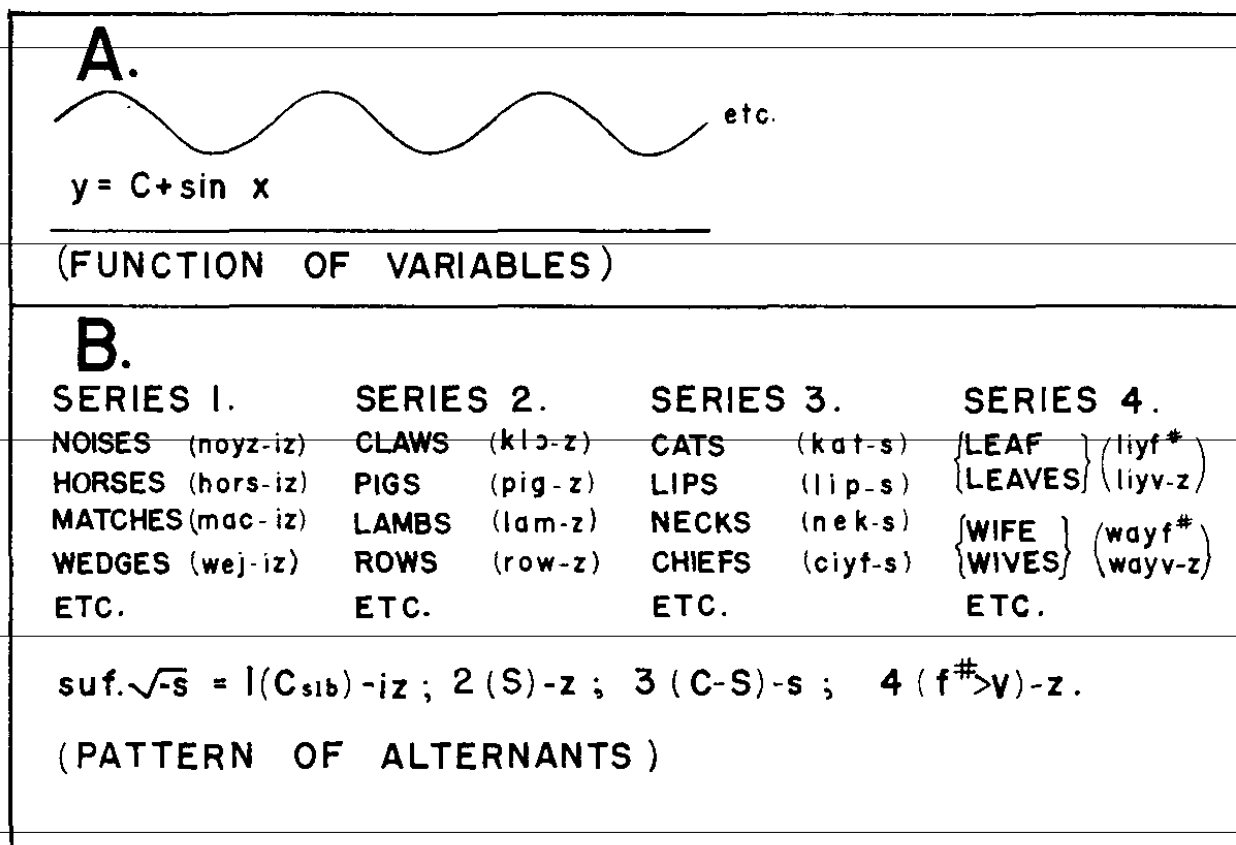 A.
etc.
y = C+sin x
(FUNCTION OF VARIABLES)
B.
SERIES 1. SERIES 2. SERIES 3. SERIES 4.
NOISES (noyz-iz) CLAWS (klɔ-z) CATS (kat-s) {LEAF} (liyf#)
HORSES (hors-iz) PIGS (pig-z) LIPS (lip-s) {LEAVES} (liyv-z)
MATCHES (mac-iz) LAMBS (lam-z) NECKS (nek-s) {WIFE} (wayf#)
WEDGES (wej-iz) ROWS (row-z) CHIEFS (ciyf-s) {WIVES} (wayv-z)
ETC. ETC. ETC. ETC.
suf.√-s = 1(Cslb)-iz; 2(S)-z; 3(C-S)-s; 4(f#>v)-z.
(PATTERN OF ALTERNANTS)